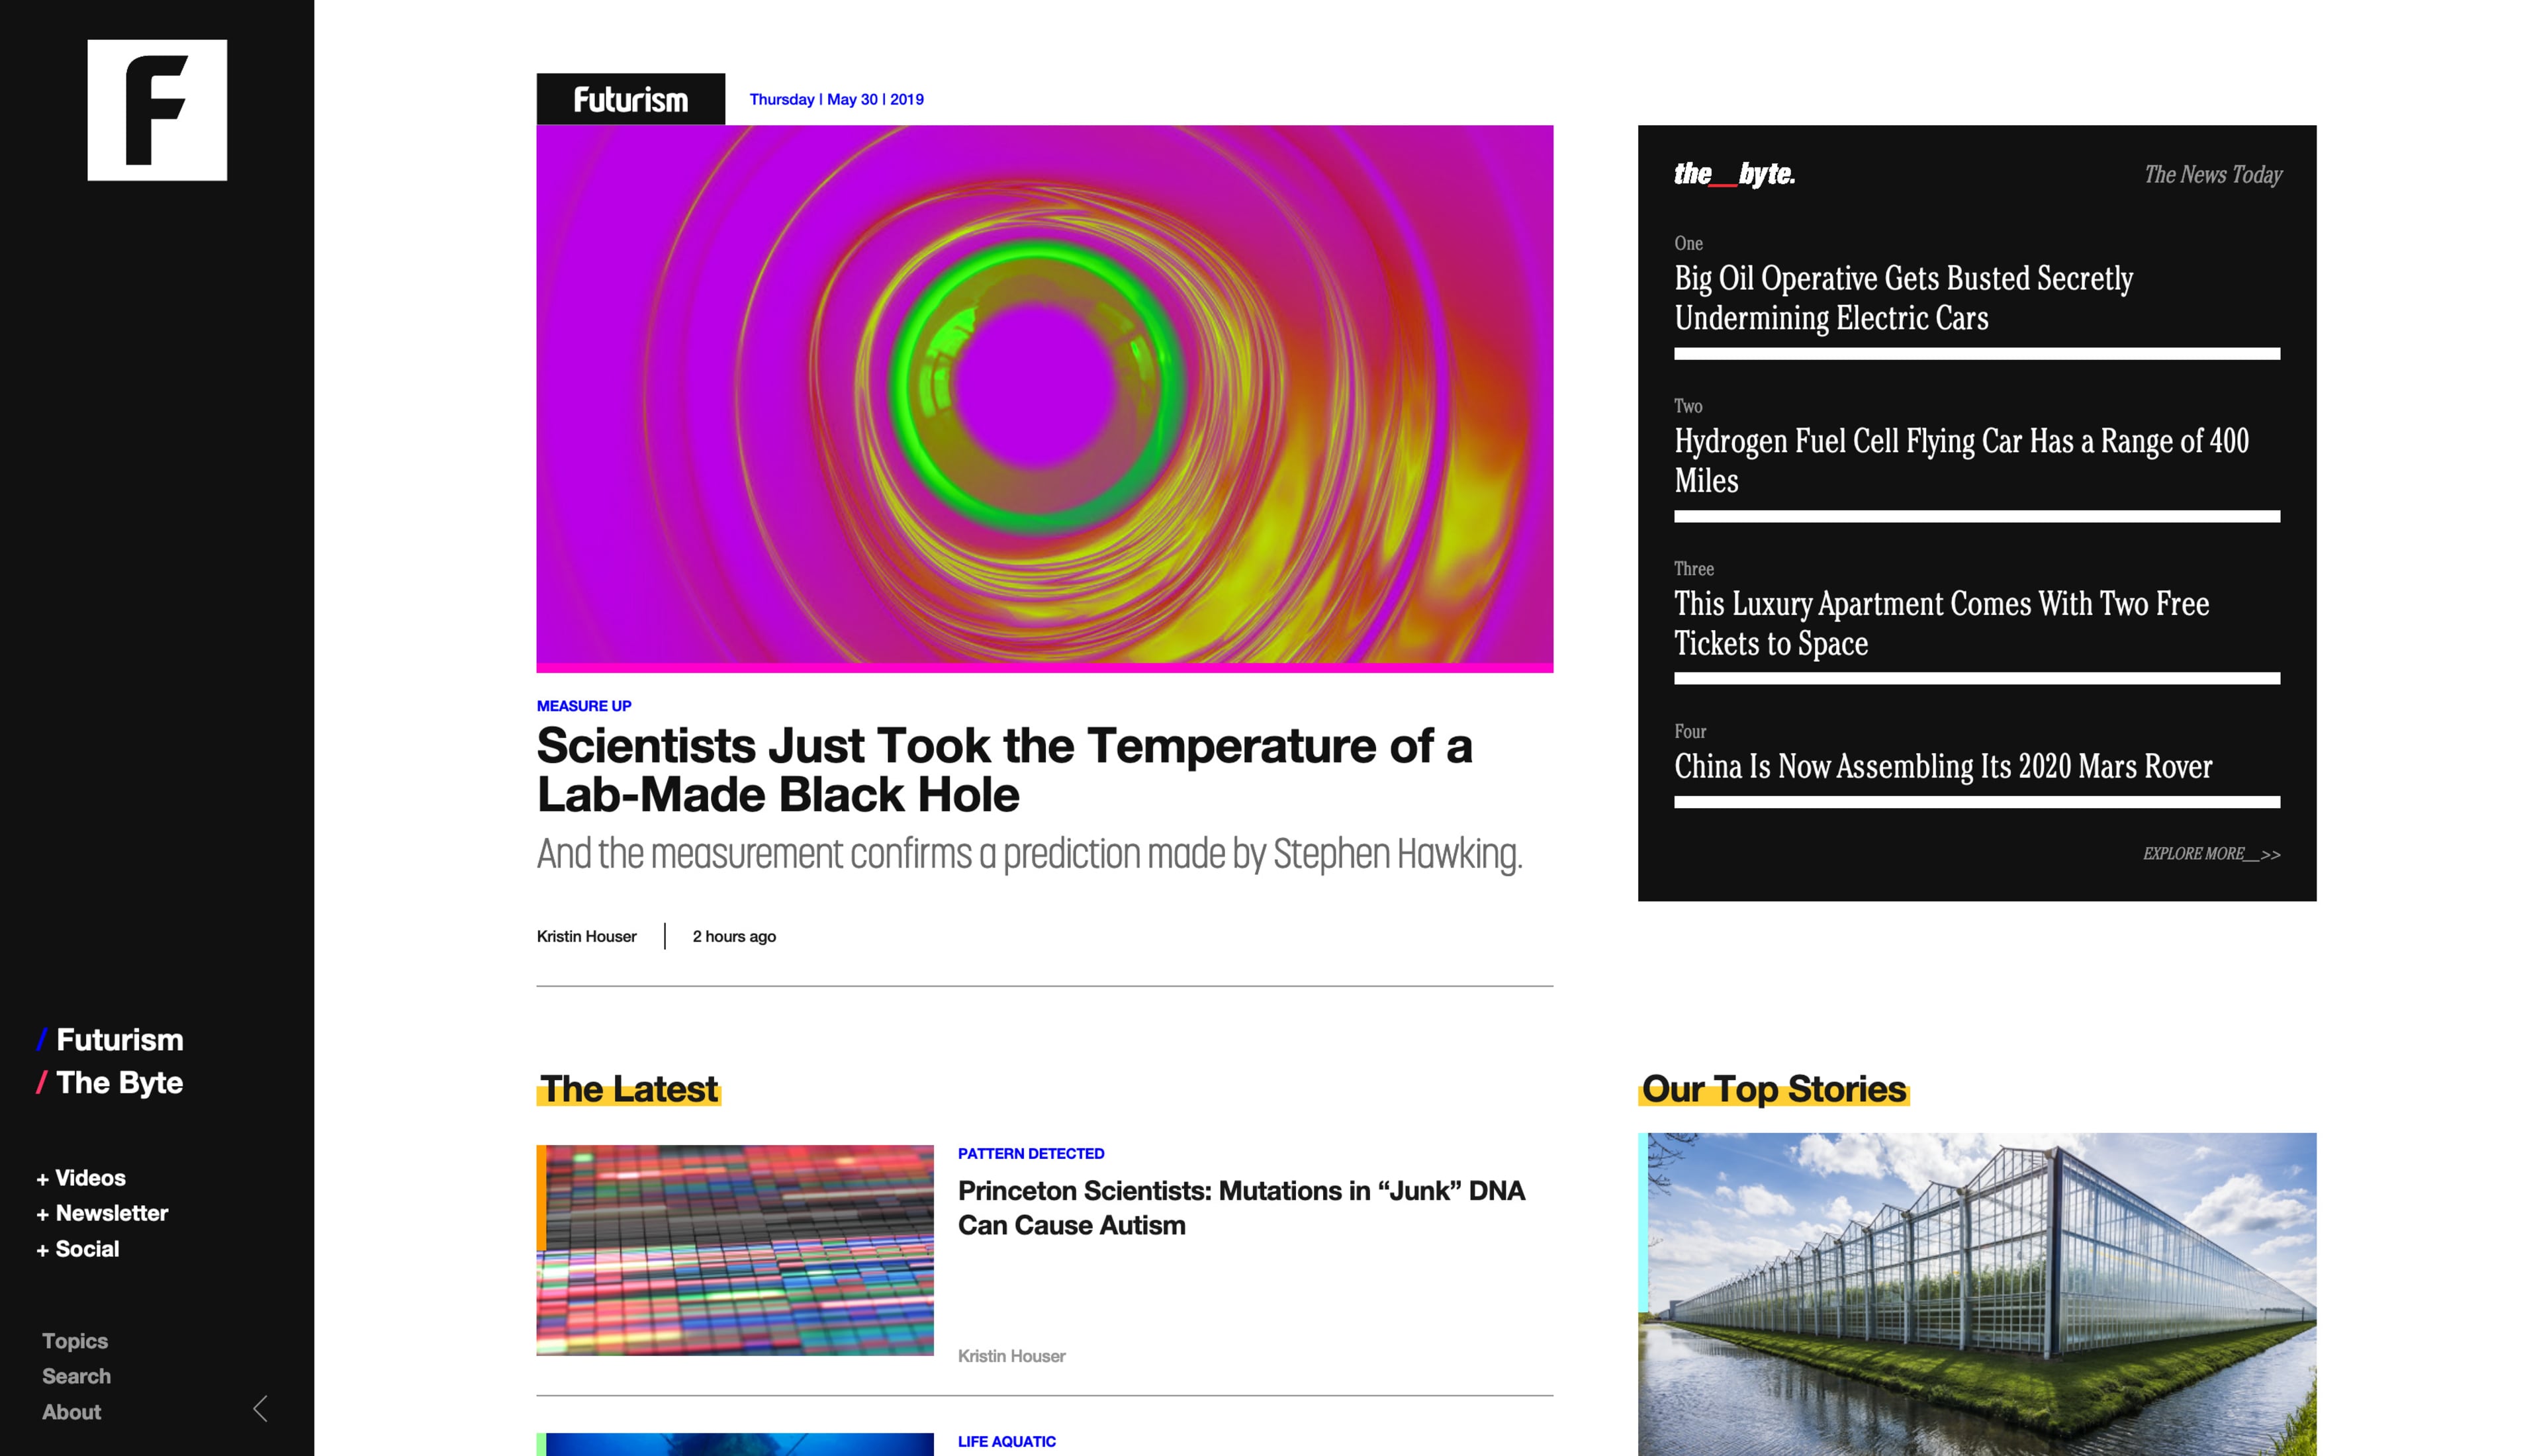 F
Futurism
Thursday | May 30 | 2019
MEASURE UP
Scientists Just Took the Temperature of a
Lab-Made Black Hole
And the measurement confirms a prediction made by Stephen Hawking.
Kristin Houser
2 hours ago
the__byte.
The News Today
One
Big Oil Operative Gets Busted Secretly
Undermining Electric Cars
Two
Hydrogen Fuel Cell Flying Car Has a Range of 400
Miles
Three
This Luxury Apartment Comes With Two Free
Tickets to Space
Four
China Is Now Assembling Its 2020 Mars Rover
EXPLORE MORE__>>
/ Futurism
/ The Byte
+ Videos
+ Newsletter
+ Social
Topics
Search
About
The Latest
PATTERN DETECTED
Princeton Scientists: Mutations in “Junk” DNA
Can Cause Autism
Kristin Houser
LIFE AQUATIC
Our Top Stories